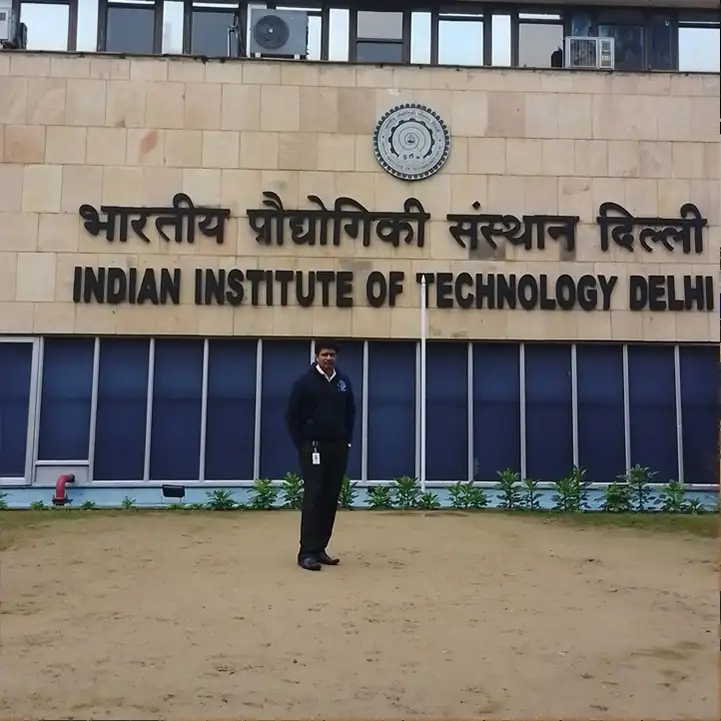 भारतीय प्रौद्योगिकी संस्थान दिल्ली
INDIAN INSTITUTE OF TECHNOLOGY DELHI